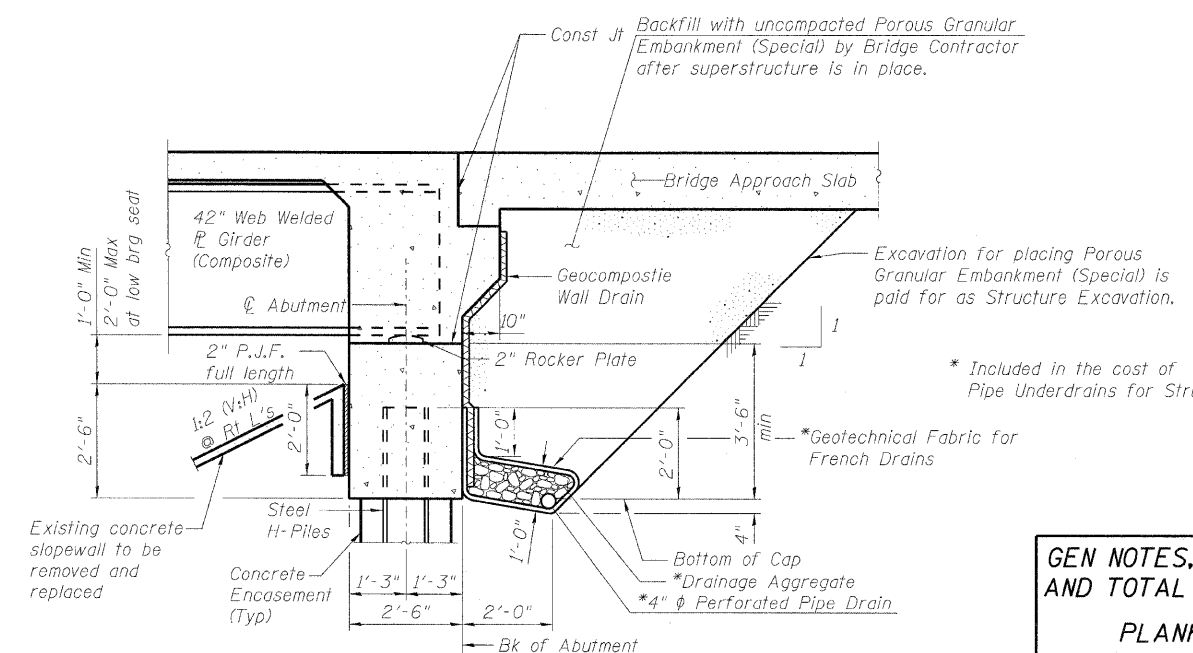 Const Jt
Backfill with uncompacted Porous Granular
Embankment (Special) by Bridge Contractor
after superstructure is in place.
Bridge Approach Slab
42" Web Welded
℄ Girder
(Composite)
1'-0" Min
2'-0" Max
at low brg seat
℄ Abutment
Geocompostie
Wall Drain
Excavation for placing Porous
Granular Embankment (Special) is
paid for as Structure Excavation.
10"
1
1
2" P.J.F.
full length
2" Rocker Plate
* Included in the cost of
Pipe Underdrains for Stru
1:2 (V:H)
@ Rt L's
2'-6"
2'-0"
1'-0"
2'-0"
3'-6"
min
*Geotechnical Fabric for
French Drains
Existing concrete
slopewall to be
removed and
replaced
Steel
H-Piles
1'-0"
4"
Concrete
Encasement
(Typ)
1'-3"
1'-3"
2'-6"
2'-0"
Bottom of Cap
*Drainage Aggregate
*4" ϕ Perforated Pipe Drain
Bk of Abutment
GEN NOTES,
AND TOTAL
PLAN